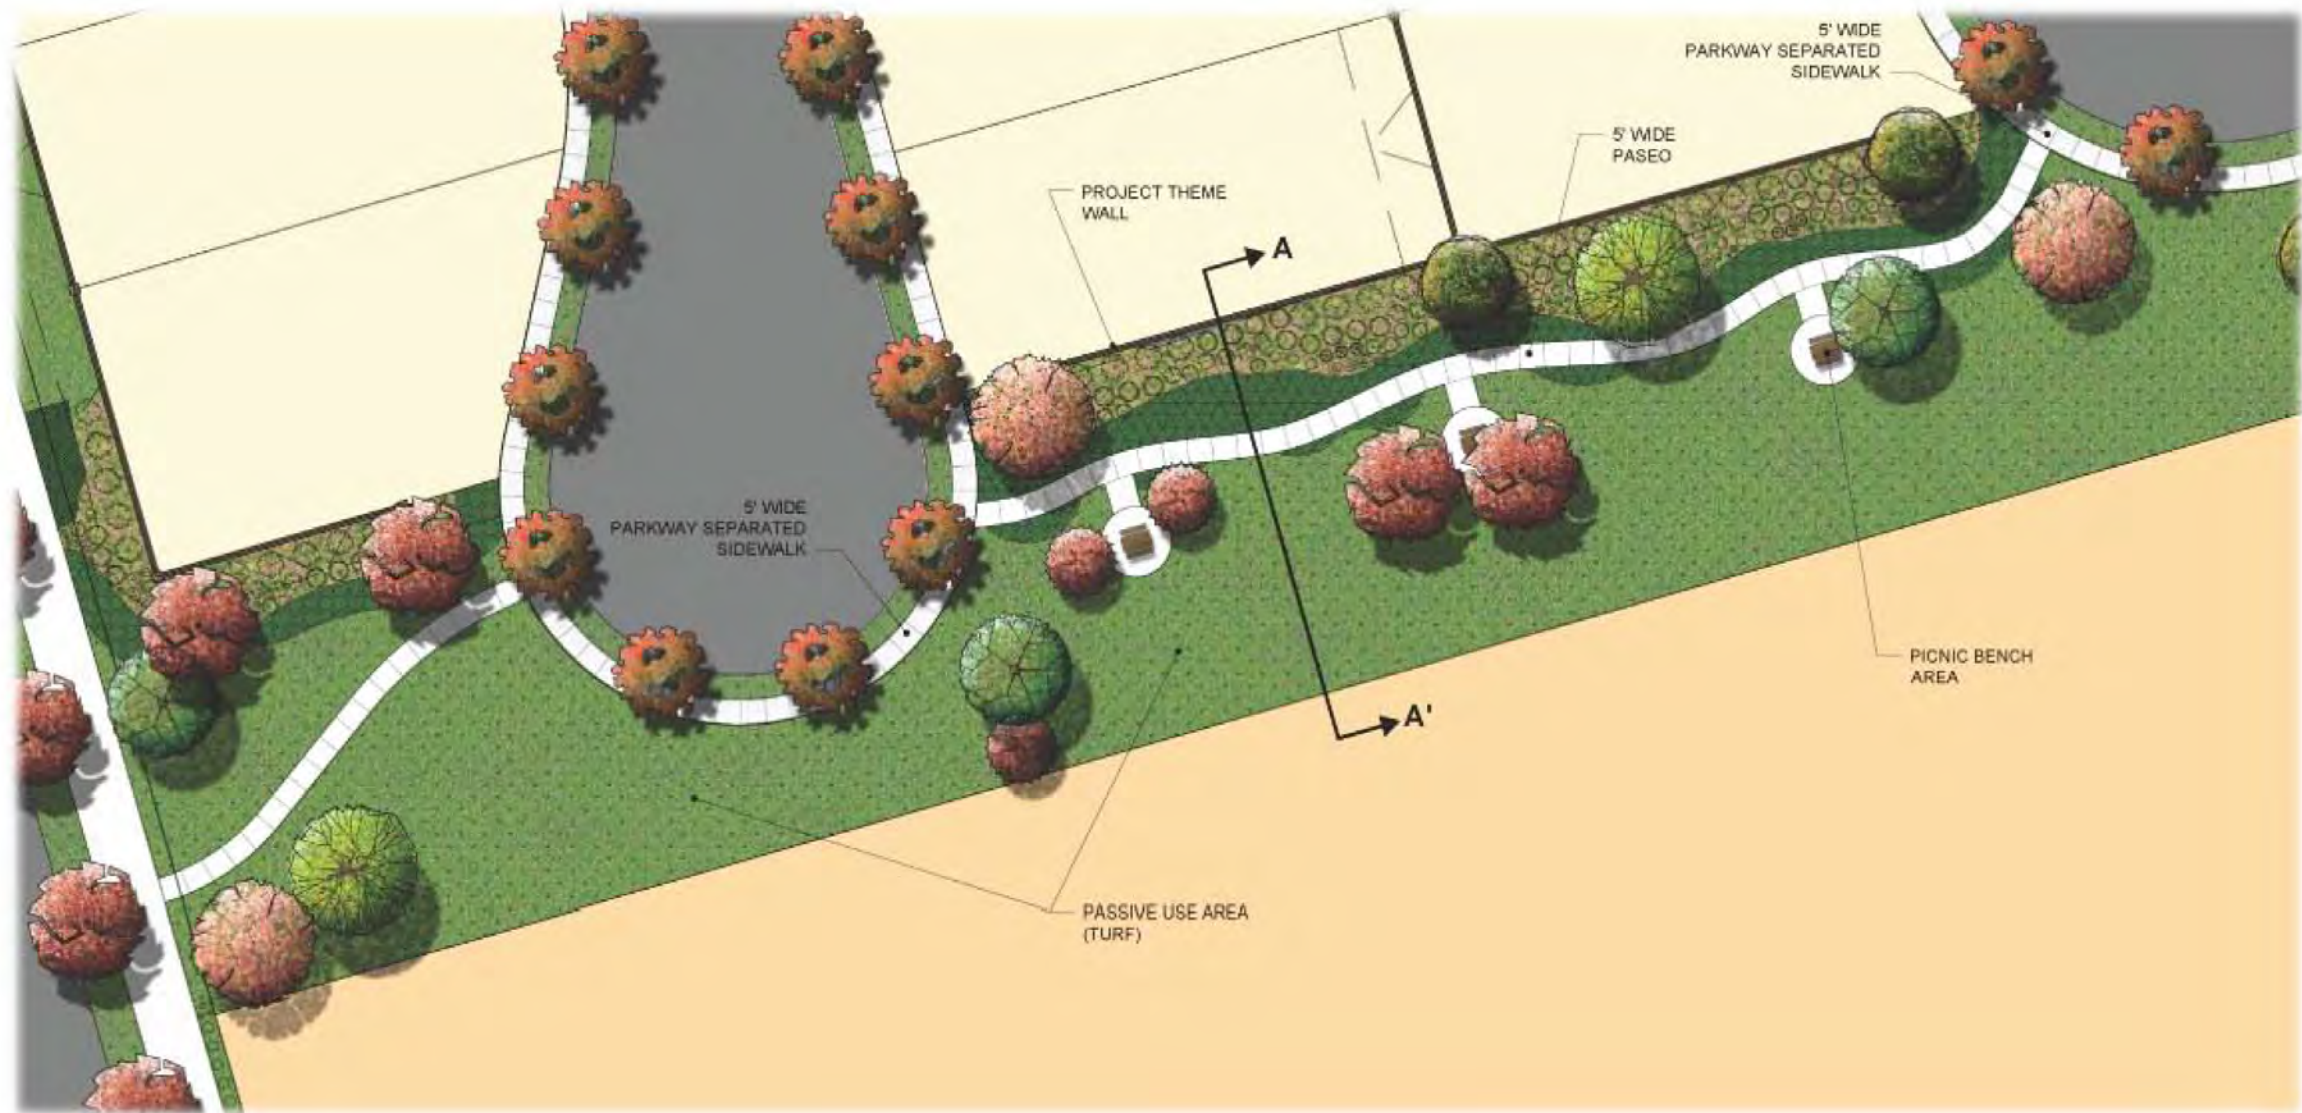 5' WIDE
PARKWAY SEPARATED
SIDEWALK
5' WIDE
PASEO
PROJECT THEME
WALL
A
5' WIDE
PARKWAY SEPARATED
SIDEWALK
PICNIC BENCH
AREA
A'
PASSIVE USE AREA
(TURF)